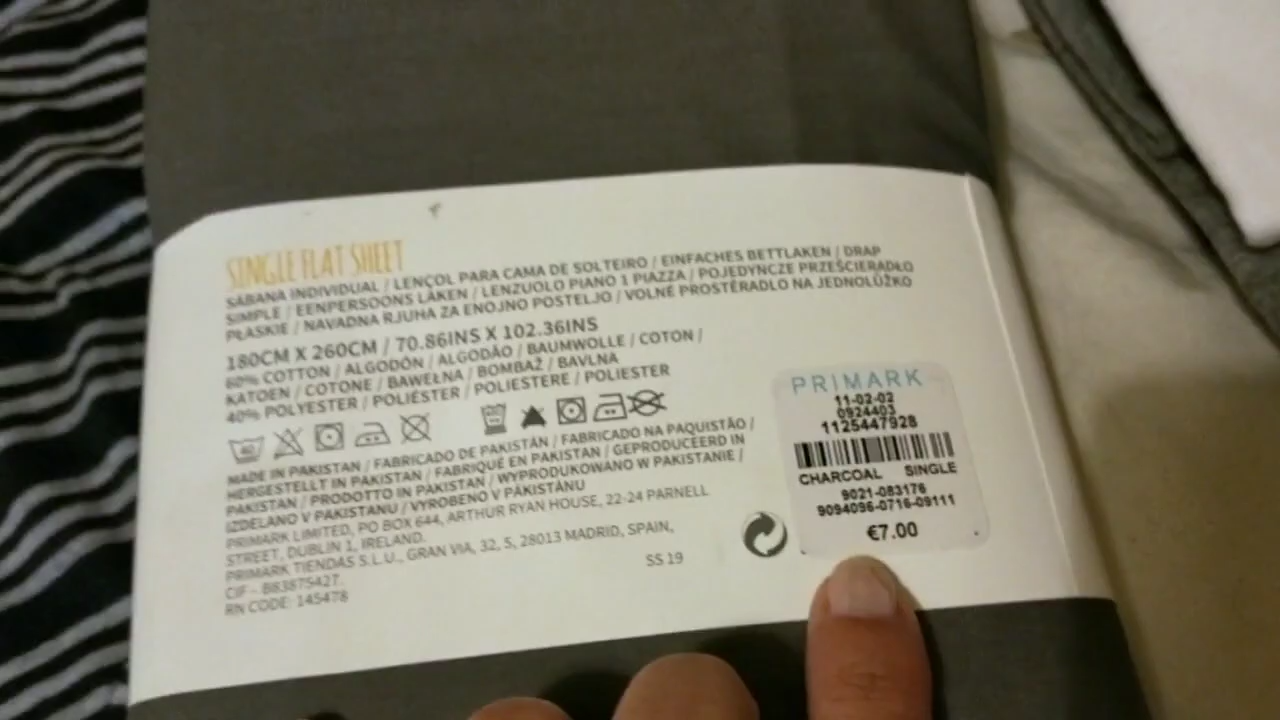 SINGLE FLAT SHEET
SÁBANA INDIVIDUAL / LENÇOL PARA CAMA DE SOLTEIRO / EINFACHES BETTLAKEN / DRAP
SIMPLE / EENPERSOONS LAKEN / LENZUOLO PIANO 1 PIAZZA / POJEDYNCZE PRZEŚCIERADŁO
PŁASKIE / NAVADNA RJUHA ZA ENOJNO POSTELJO / VOLNÉ PROSTĚRADLO NA JEDNOLŮŽKO
180CM X 260CM / 70.86INS X 102.36INS
60% COTTON / ALGODÓN / ALGODÃO / BAUMWOLLE / COTON /
KATOEN / COTONE / BAWEŁNA / BOMBAŽ / BAVLNA
40% POLYESTER / POLIÉSTER / POLIESTERE / POLIESTER
40
MADE IN PAKISTAN / FABRICADO DE PAKISTÁN / FABRICADO NA PAQUISTÃO /
HERGESTELLT IN PAKISTAN / FABRIQUÉ EN PAKISTAN / GEPRODUCEERD IN
PAKISTAN / PRODOTTO IN PAKISTAN / WYPRODUKOWANO W PAKISTANIE /
IZDELANO V PAKISTANU / VYROBENO V PÁKISTÁNU
PRIMARK LIMITED, PO BOX 644, ARTHUR RYAN HOUSE, 22-24 PARNELL
STREET, DUBLIN 1, IRELAND.
PRIMARK TIENDAS S.L.U., GRAN VIA, 32, 5, 28013 MADRID, SPAIN,
CIF - B83875427.
RN CODE: 145478
SS 19
PRIMARK
11-02-02
0924403
1125447928
CHARCOAL SINGLE
9021-083176
9094096-0716-09111
€7.00